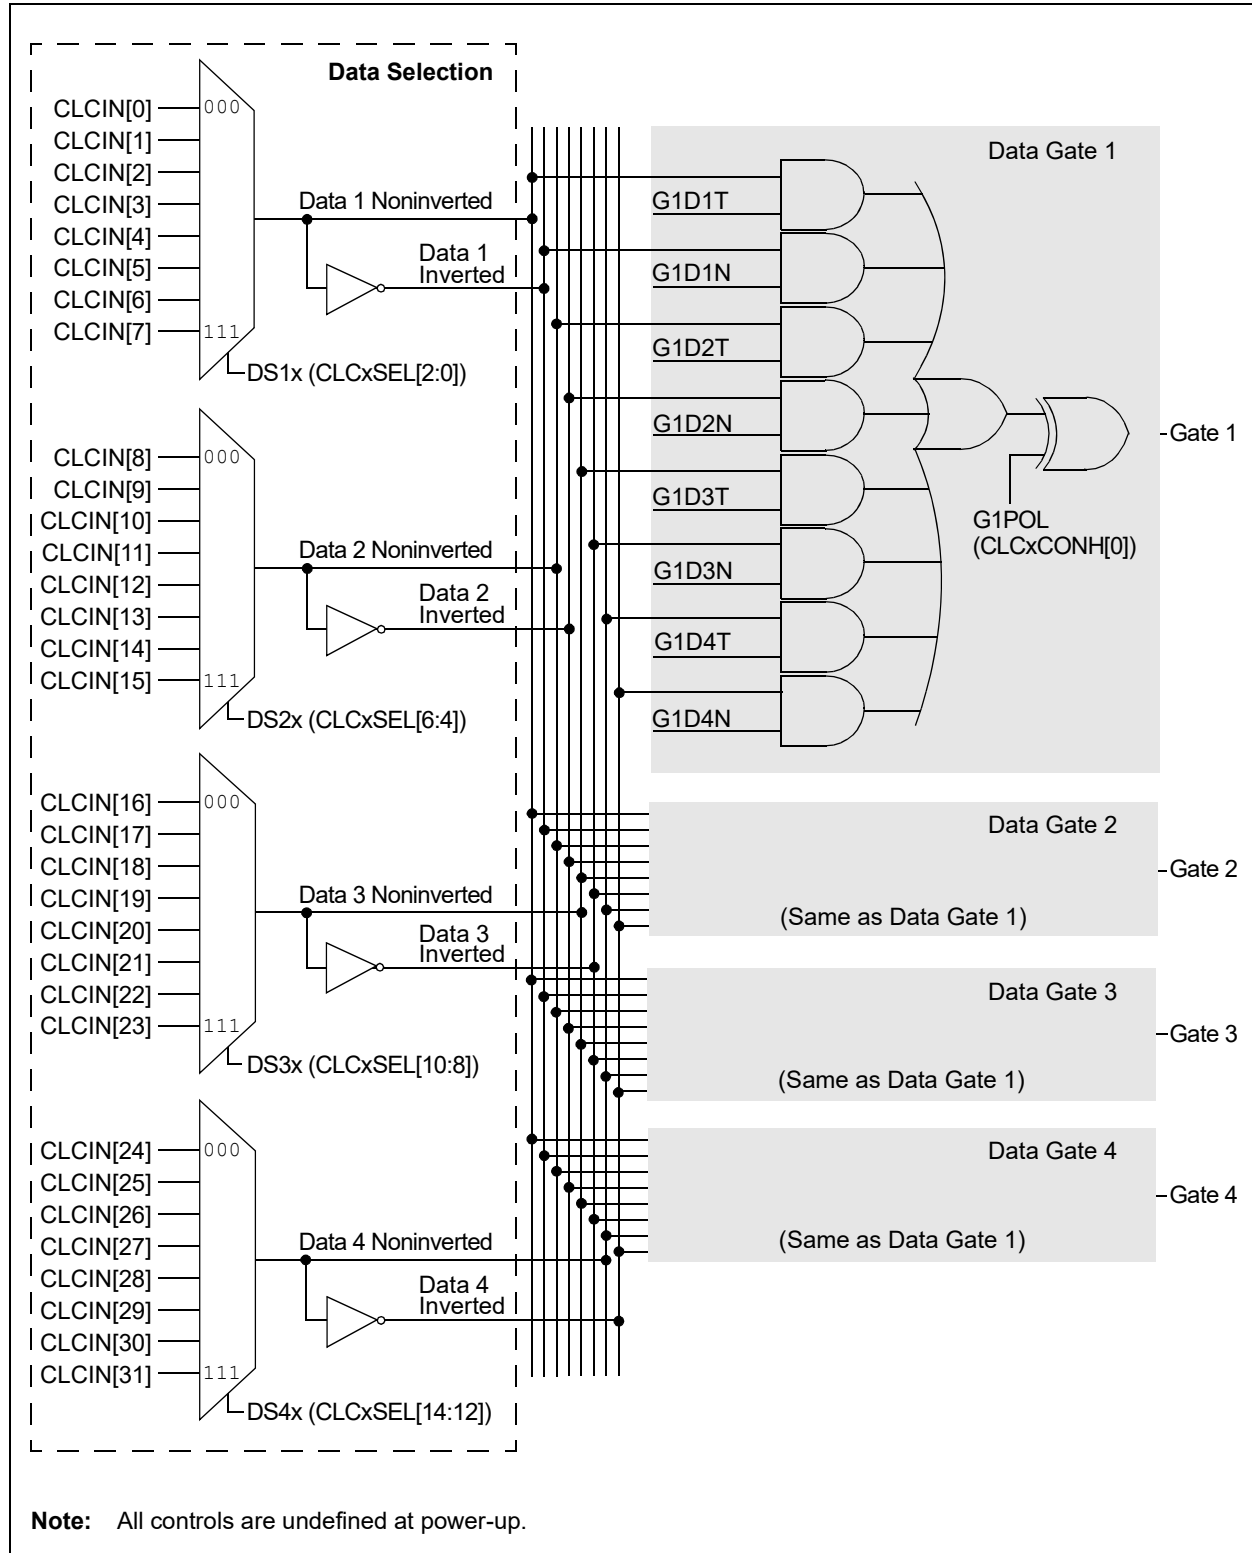 Data Selection
CLCIN[0]
000
CLCIN[1]
CLCIN[2]
CLCIN[3]
CLCIN[4]
CLCIN[5]
CLCIN[6]
CLCIN[7]
111
DS1x (CLCxSEL[2:0])
Data 1 Noninverted
Data 1
Inverted
CLCIN[8]
000
CLCIN[9]
CLCIN[10]
CLCIN[11]
CLCIN[12]
CLCIN[13]
CLCIN[14]
CLCIN[15]
111
DS2x (CLCxSEL[6:4])
Data 2 Noninverted
Data 2
Inverted
CLCIN[16]
000
CLCIN[17]
CLCIN[18]
CLCIN[19]
CLCIN[20]
CLCIN[21]
CLCIN[22]
CLCIN[23]
111
DS3x (CLCxSEL[10:8])
Data 3 Noninverted
Data 3
Inverted
CLCIN[24]
000
CLCIN[25]
CLCIN[26]
CLCIN[27]
CLCIN[28]
CLCIN[29]
CLCIN[30]
CLCIN[31]
111
DS4x (CLCxSEL[14:12])
Data 4 Noninverted
Data 4
Inverted
Data Gate 1
G1D1T
G1D1N
G1D2T
G1D2N
G1D3T
G1D3N
G1D4T
G1D4N
G1POL
(CLCxCONH[0])
Gate 1
Data Gate 2
(Same as Data Gate 1)
Gate 2
Data Gate 3
(Same as Data Gate 1)
Gate 3
Data Gate 4
(Same as Data Gate 1)
Gate 4
Note: All controls are undefined at power-up.